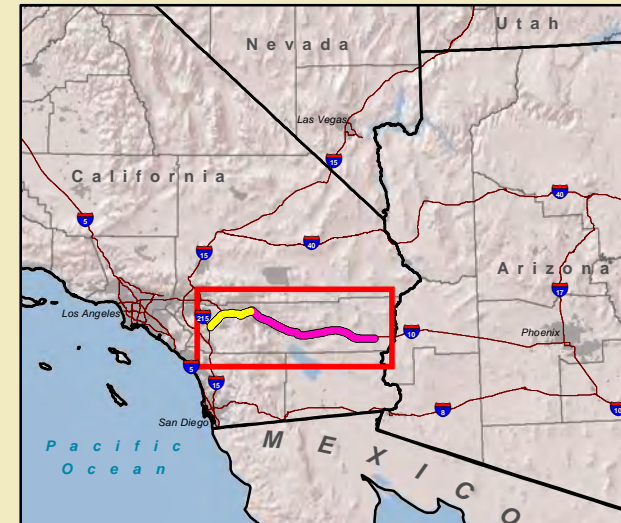 Utah
Nevada
Las Vegas
15
California
40
5
40
15
Arizona
17
Los Angeles
215
10
Phoenix
5
15
8
10
San Diego
Pacific
Ocean
MEXICO